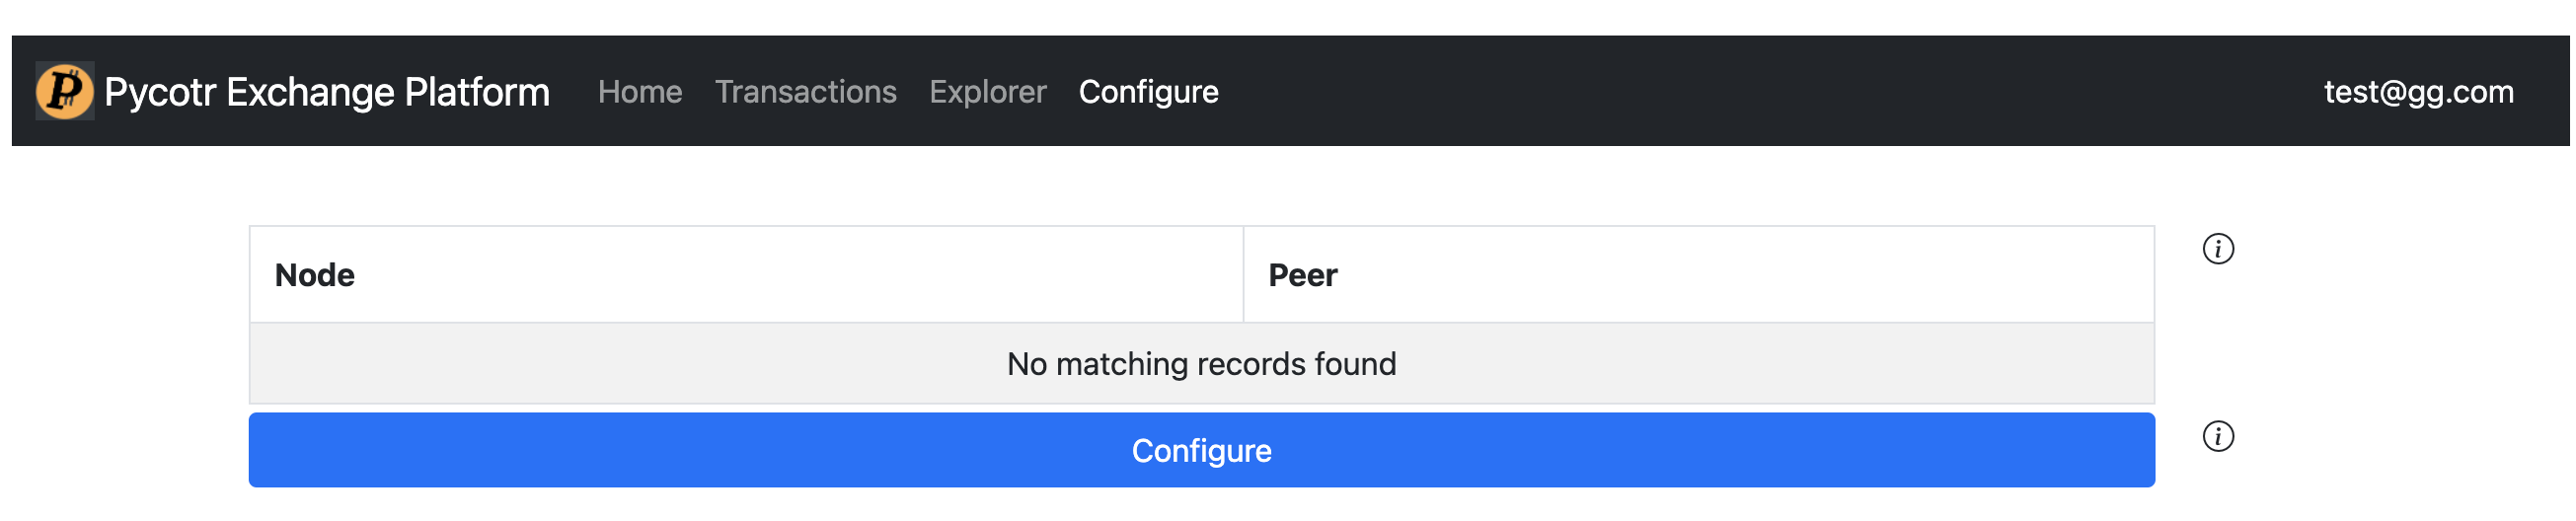 Pycotr Exchange Platform Home Transactions Explorer Configure test@gg.com
Node Peer
No matching records found
Configure